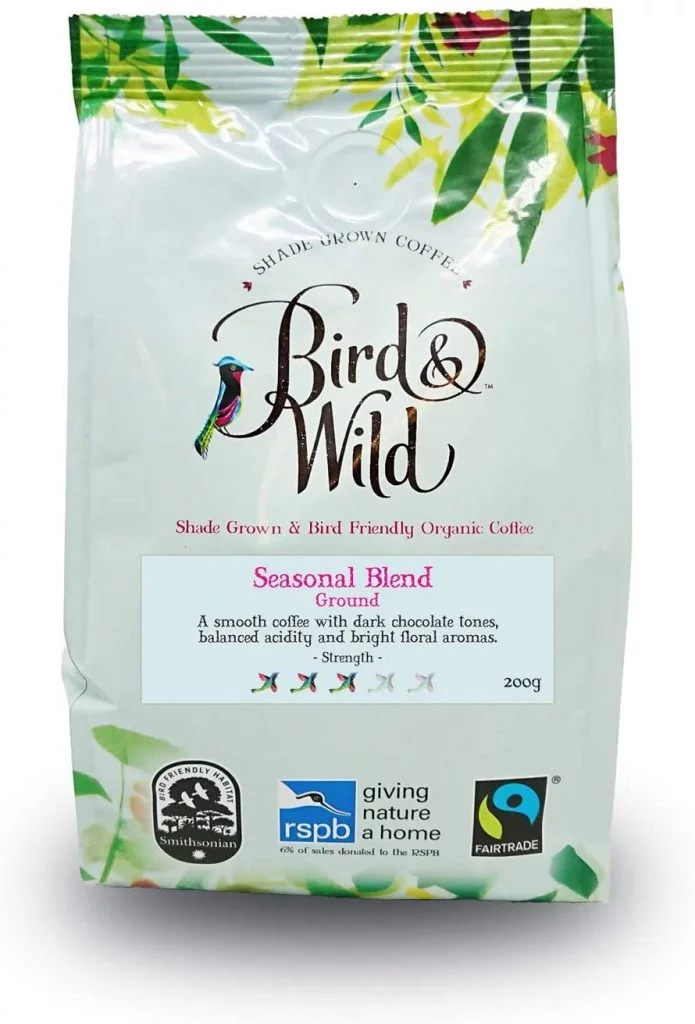 SHADE GROWN COFFEE
Bird &
Wild
™
Shade Grown & Bird Friendly Organic Coffee
Seasonal Blend
Ground
A smooth coffee with dark chocolate tones,
balanced acidity and bright floral aromas.
- Strength -
200g
BIRD FRIENDLY HABITAT
Smithsonian
rspb
giving
nature
a home
6% of sales donated to the RSPB
FAIRTRADE
®